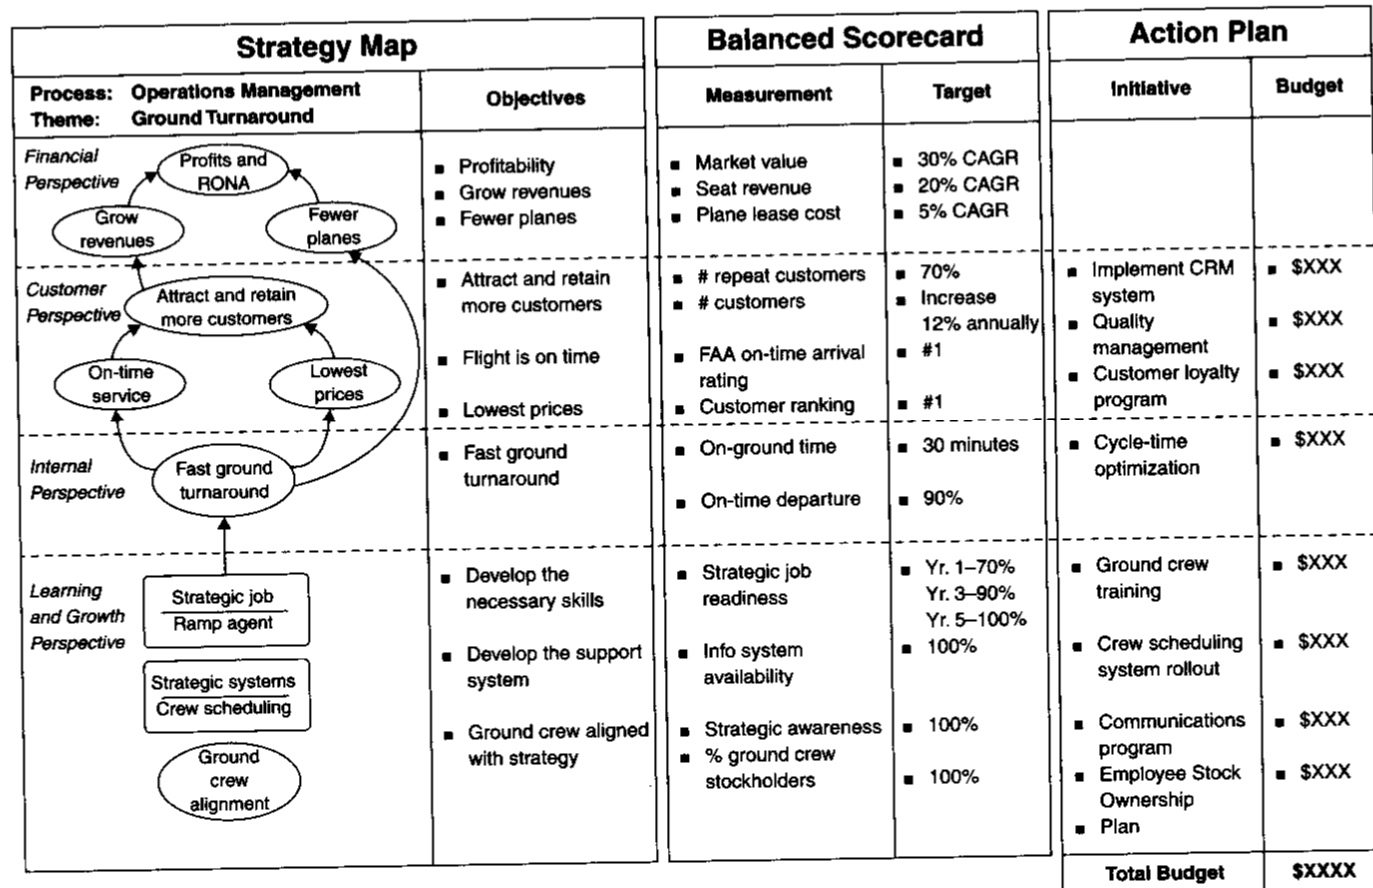 Strategy Map
Process: Operations Management
Theme: Ground Turnaround
Objectives
Financial
Perspective
Profits and
RONA
Grow
revenues
Fewer
planes
■ Profitability
■ Grow revenues
■ Fewer planes
Customer
Perspective
Attract and retain
more customers
On-time
service
Lowest
prices
■ Attract and retain
more customers
■ Flight is on time
■ Lowest prices
Internal
Perspective
Fast ground
turnaround
■ Fast ground
turnaround
Learning
and Growth
Perspective
Strategic job
Ramp agent
Strategic systems
Crew scheduling
Ground
crew
alignment
■ Develop the
necessary skills
■ Develop the support
system
■ Ground crew aligned
with strategy
Balanced Scorecard
Measurement
Target
■ Market value
■ Seat revenue
■ Plane lease cost
■ 30% CAGR
■ 20% CAGR
■ 5% CAGR
■ # repeat customers
■ # customers
■ FAA on-time arrival
rating
■ Customer ranking
■ 70%
■ Increase
12% annually
■ #1
■ #1
■ On-ground time
■ On-time departure
■ 30 minutes
■ 90%
■ Strategic job
readiness
■ Info system
availability
■ Strategic awareness
■ % ground crew
stockholders
■ Yr. 1–70%
Yr. 3–90%
Yr. 5–100%
■ 100%
■ 100%
■ 100%
Action Plan
Initiative
Budget
■ Implement CRM
system
■ Quality
management
■ Customer loyalty
program
■ $XXX
■ $XXX
■ $XXX
■ Cycle-time
optimization
■ $XXX
■ Ground crew
training
■ Crew scheduling
system rollout
■ Communications
program
■ Employee Stock
Ownership
■ Plan
■ $XXX
■ $XXX
■ $XXX
■ $XXX
Total Budget
$XXXX